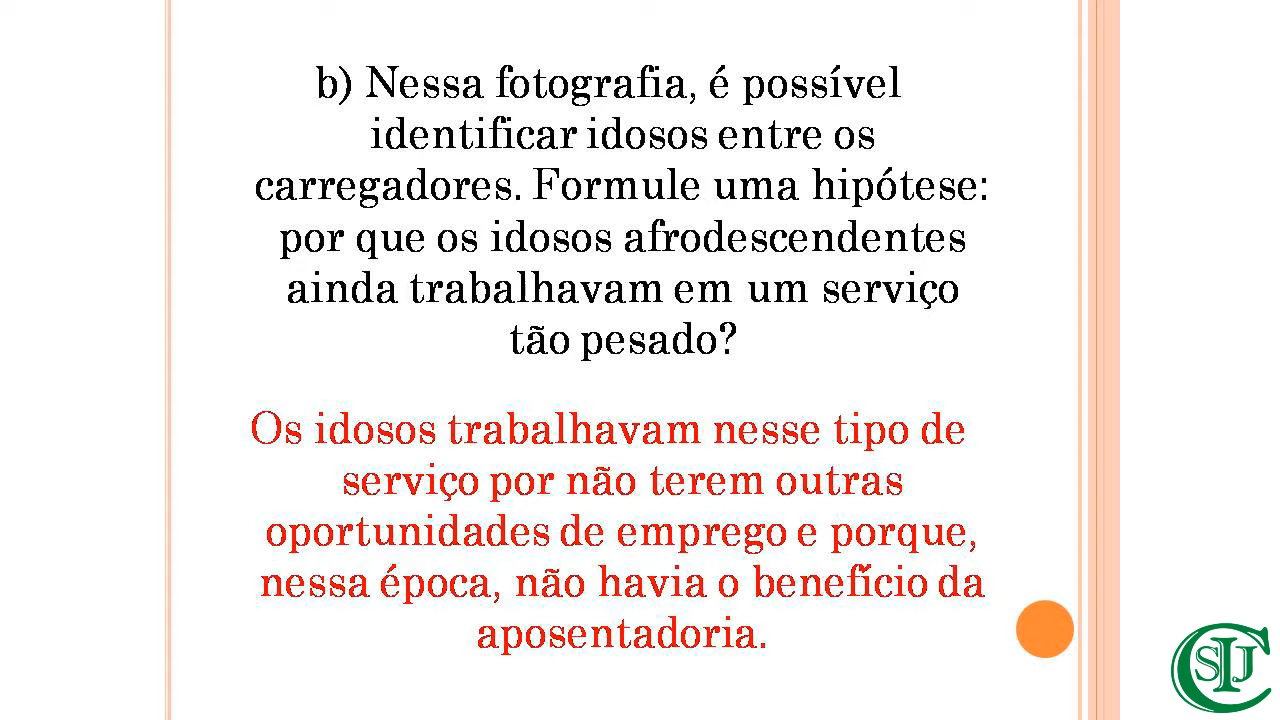 b) Nessa fotografia, é possível
identificar idosos entre os
carregadores. Formule uma hipótese:
por que os idosos afrodescendentes
ainda trabalhavam em um serviço
tão pesado?
Os idosos trabalhavam nesse tipo de
serviço por não terem outras
oportunidades de emprego e porque,
nessa época, não havia o benefício da
aposentadoria.
CSIJ